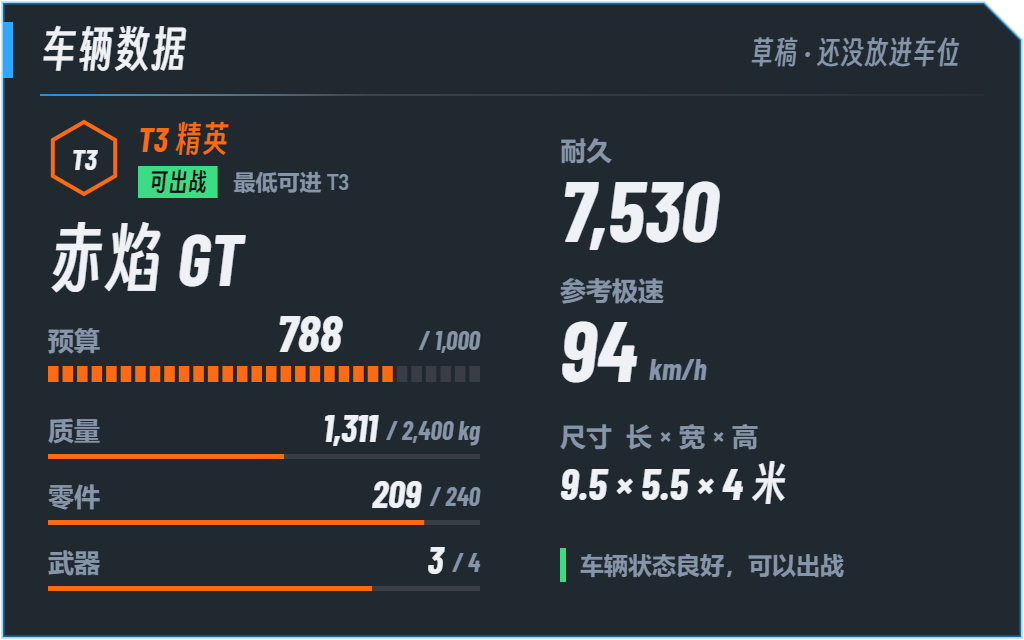 车辆数据
草稿 · 还没放进车位
T3
T3 精英
可出战 最低可进 T3
赤焰 GT
预算 788 / 1,000
质量 1,311 / 2,400 kg
零件 209 / 240
武器 3 / 4
耐久
7,530
参考极速
94 km/h
尺寸 长 × 宽 × 高
9.5 × 5.5 × 4 米
车辆状态良好，可以出战